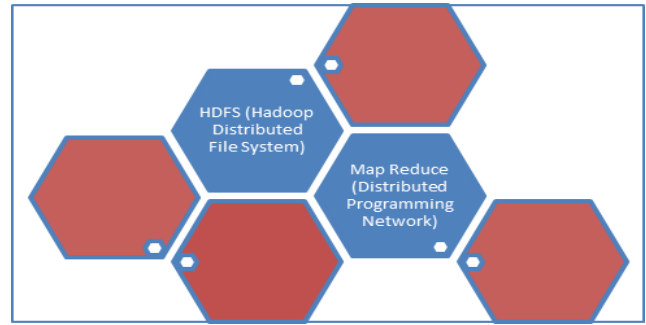 HDFS (Hadoop
Distributed
File System)
Map Reduce
(Distributed
Programming
Network)